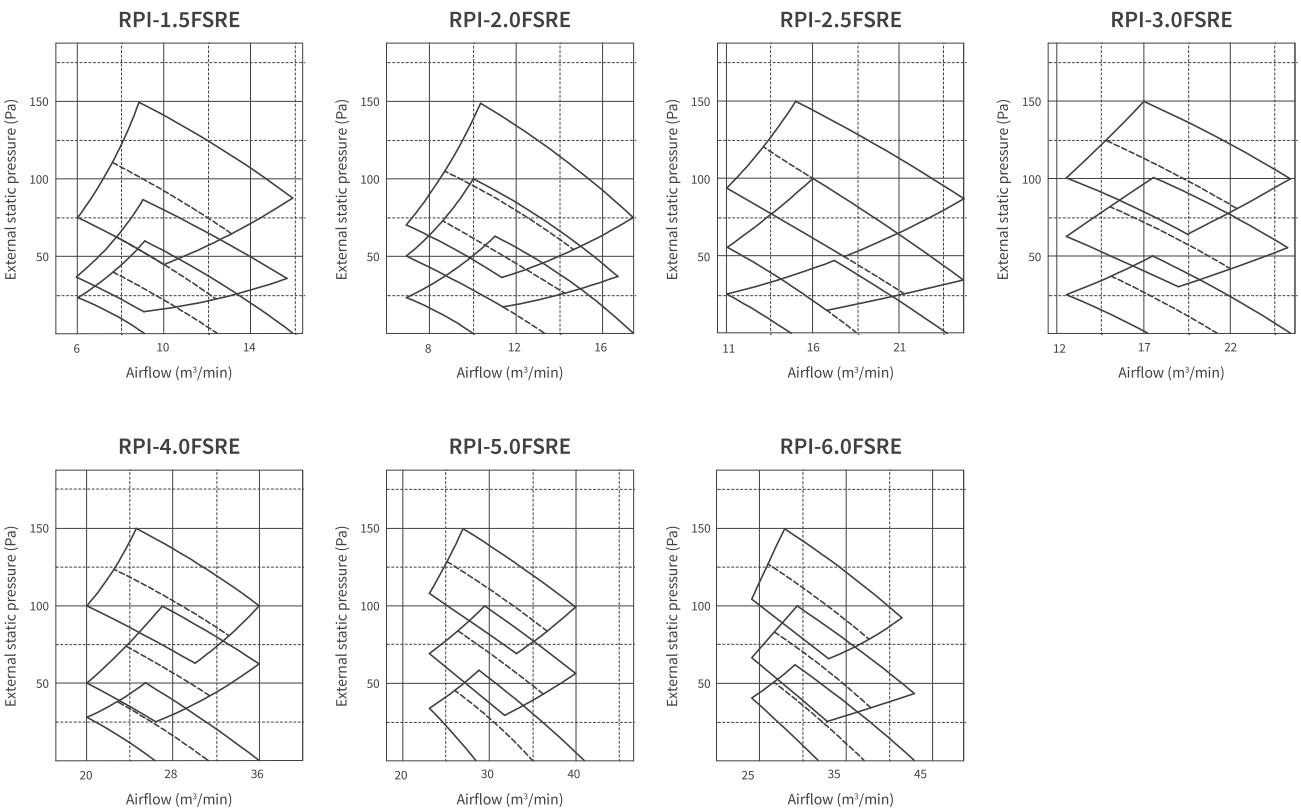 RPI-1.5FSRE
External static pressure (Pa)
150
100
50
6 10 14
Airflow (m³/min)
RPI-2.0FSRE
External static pressure (Pa)
150
100
50
8 12 16
Airflow (m³/min)
RPI-2.5FSRE
External static pressure (Pa)
150
100
50
11 16 21
Airflow (m³/min)
RPI-3.0FSRE
External static pressure (Pa)
150
100
50
12 17 22
Airflow (m³/min)
RPI-4.0FSRE
External static pressure (Pa)
150
100
50
20 28 36
Airflow (m³/min)
RPI-5.0FSRE
External static pressure (Pa)
150
100
50
20 30 40
Airflow (m³/min)
RPI-6.0FSRE
External static pressure (Pa)
150
100
50
25 35 45
Airflow (m³/min)